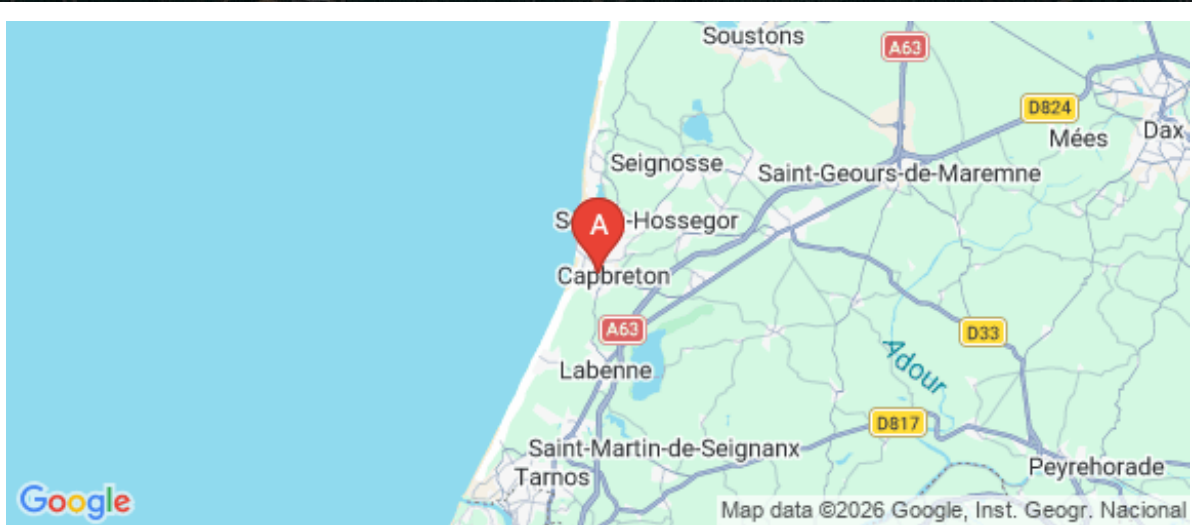 Soustons
A63
D824
Mées
Dax
Seignosse
Saint-Geours-de-Maremne
A
-Hossegor
Capbreton
A63
D33
Adour
Labenne
D817
Saint-Martin-de-Seignanx
Tarnos
Peyrehorade
Google
Map data ©2026 Google, Inst. Geogr. Nacional